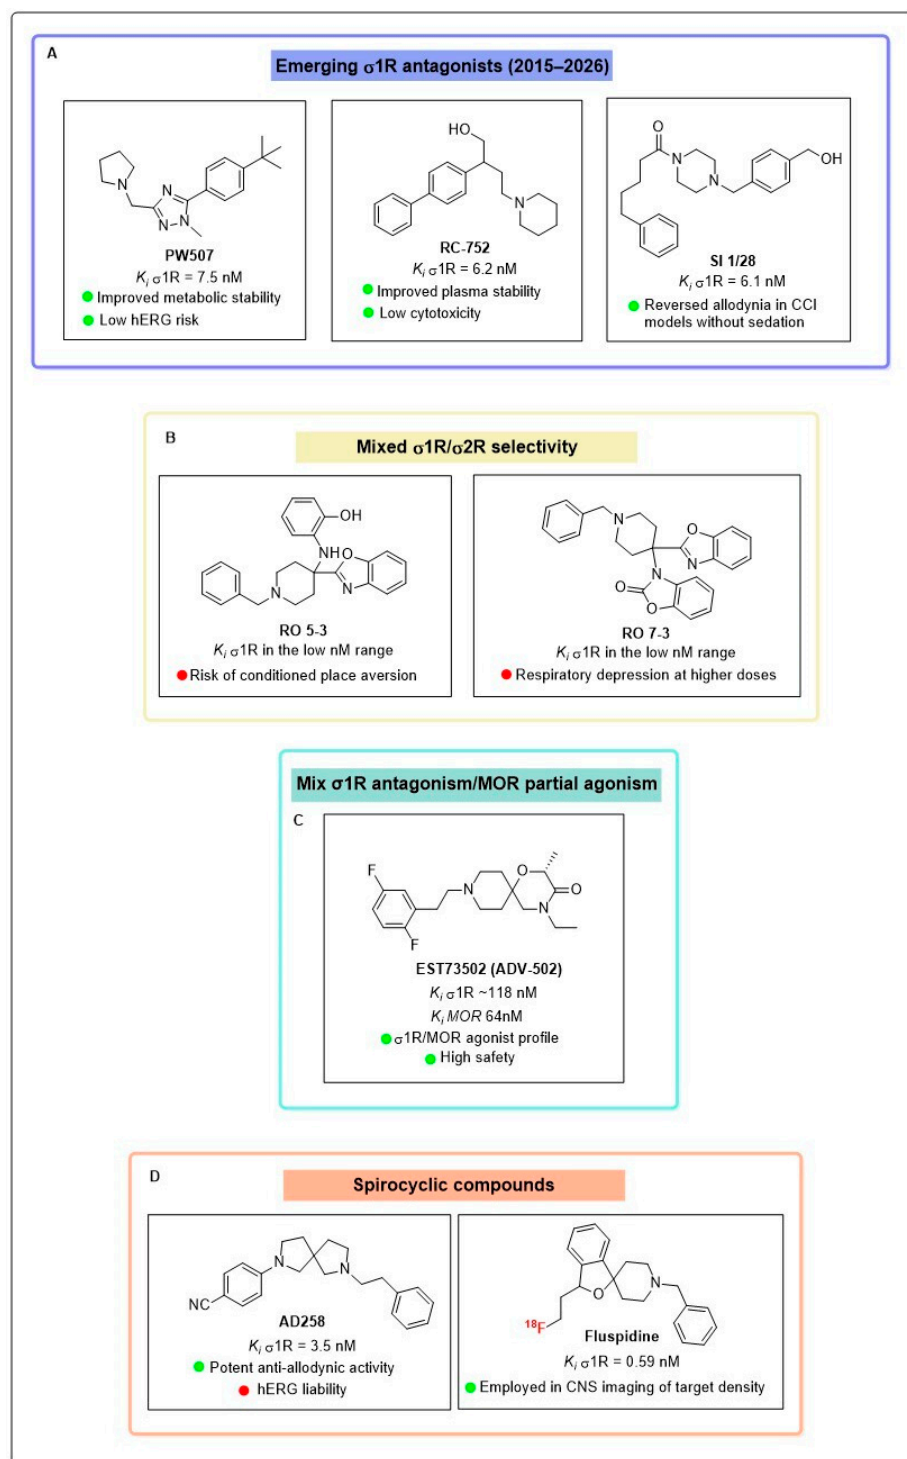 A
Emerging σ1R antagonists (2015–2026)
N
N
N
N
PW507
Ki σ1R = 7.5 nM
Improved metabolic stability
Low hERG risk
HO
N
RC-752
Ki σ1R = 6.2 nM
Improved plasma stability
Low cytotoxicity
O
N
N
OH
SI 1/28
Ki σ1R = 6.1 nM
Reversed allodynia in CCI
models without sedation
B
Mixed σ1R/σ2R selectivity
OH
NH
O
N
N
RO 5-3
Ki σ1R in the low nM range
Risk of conditioned place aversion
N
O
N
N
O
O
RO 7-3
Ki σ1R in the low nM range
Respiratory depression at higher doses
Mix σ1R antagonism/MOR partial agonism
C
F
N
O
O
N
F
EST73502 (ADV-502)
Ki σ1R ~118 nM
Ki MOR 64nM
σ1R/MOR agonist profile
High safety
D
Spirocyclic compounds
N
N
NC
AD258
Ki σ1R = 3.5 nM
Potent anti-allodynic activity
hERG liability
N
O
18F
Fluspidine
Ki σ1R = 0.59 nM
Employed in CNS imaging of target density